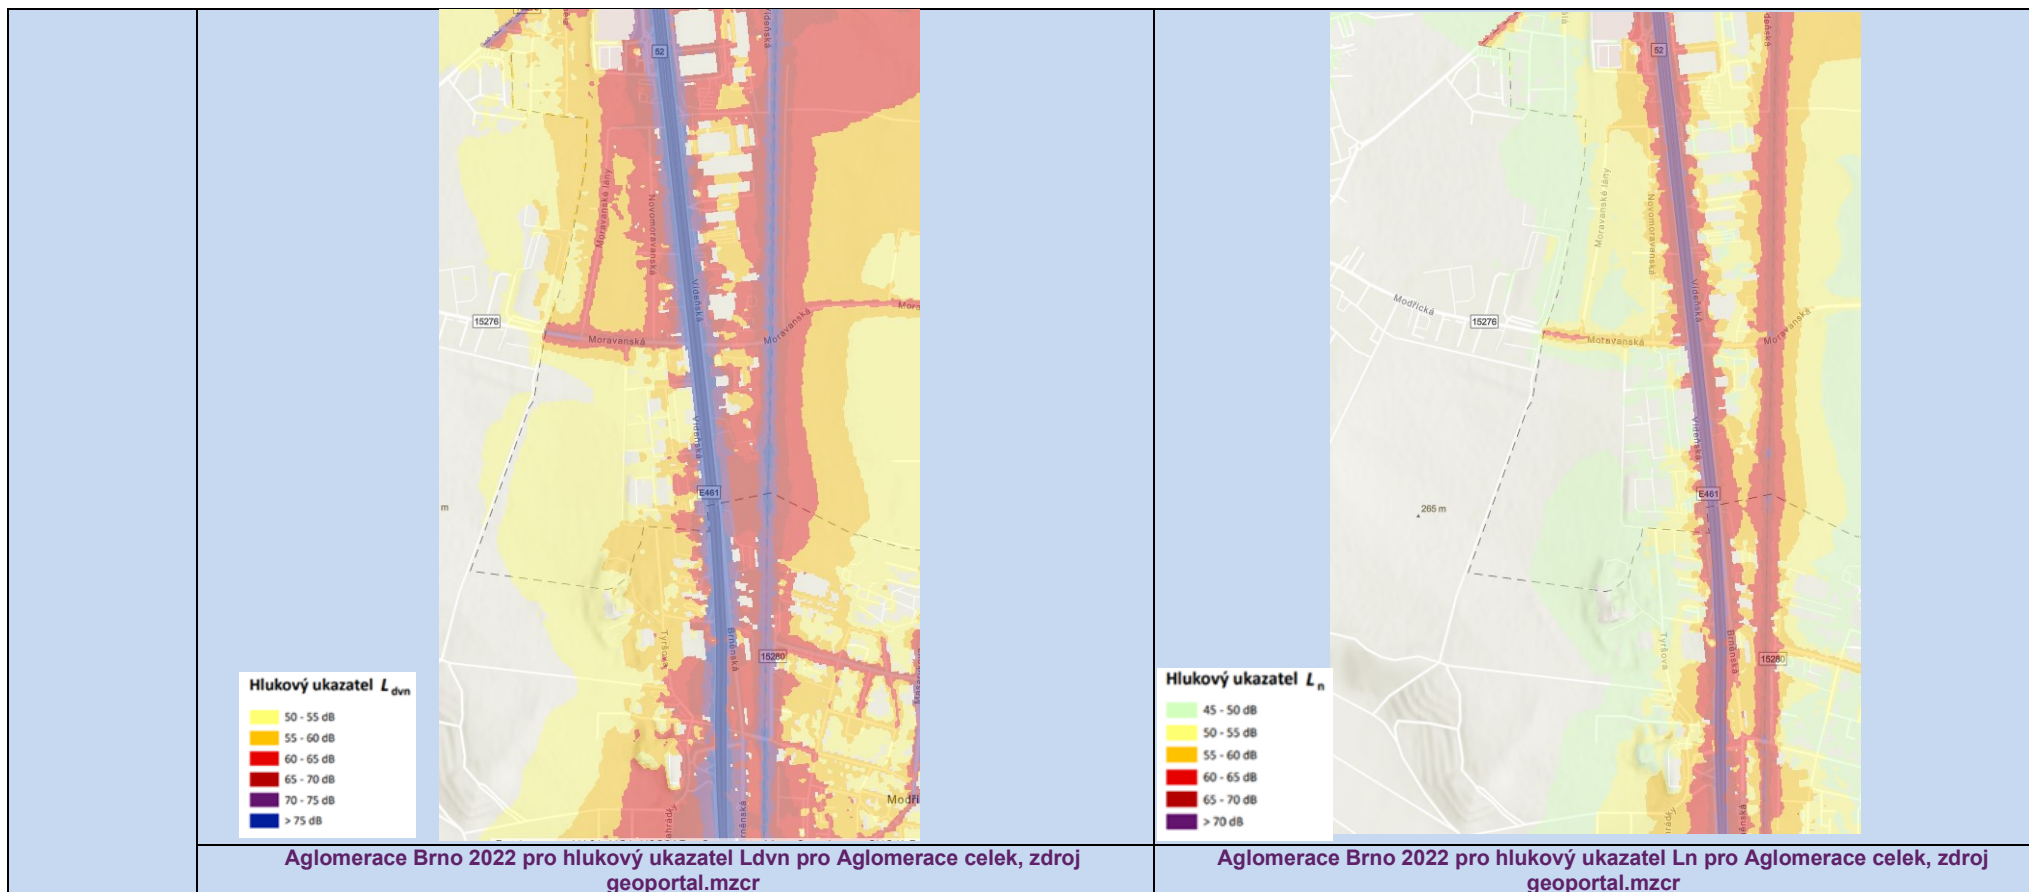 52
Vídeňská
Moravanské lány
Novomoravanská
Vídeňská
15276
Moravanská
Moravanská
Mora
Vídeňská
E461
m
Tyršova
Brněnská
15280
Modři
Hlukový ukazatel L dvn
50 - 55 dB
55 - 60 dB
60 - 65 dB
65 - 70 dB
70 - 75 dB
> 75 dB
Aglomerace Brno 2022 pro hlukový ukazatel Ldvn pro Aglomerace celek, zdroj
geoportal.mzcr
52
Moravanské lány
Novomoravanská
Vídeňská
Modřická
15276
Moravanská
Moravanská
Vídeňská
E461
265 m
Tyršova
Brněnská
15280
Hlukový ukazatel L n
45 - 50 dB
50 - 55 dB
55 - 60 dB
60 - 65 dB
65 - 70 dB
> 70 dB
Aglomerace Brno 2022 pro hlukový ukazatel Ln pro Aglomerace celek, zdroj
geoportal.mzcr